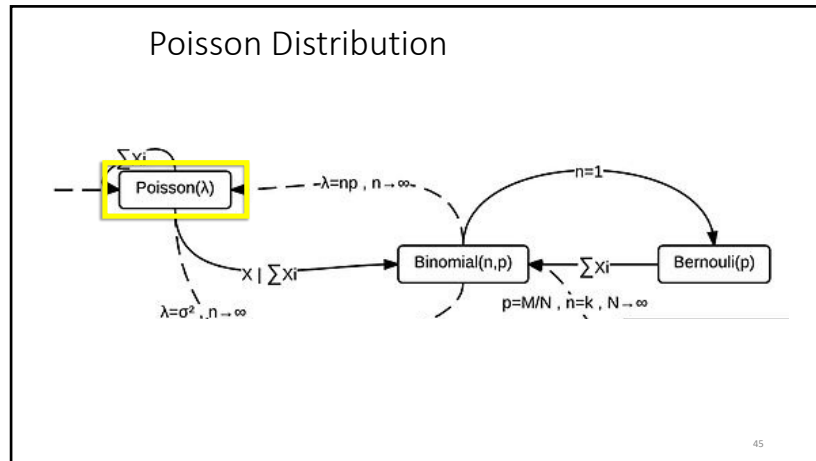 Poisson Distribution
∑Xi
Poisson(λ)
λ=np , n→∞
n=1
X | ∑Xi
Binomial(n,p)
∑Xi
Bernouli(p)
λ=σ² , n→∞
p=M/N , n=k , N→∞
45